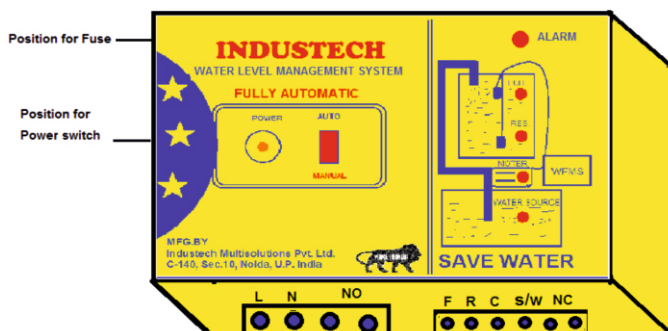 Position for Fuse
Position for
Power switch
INDUSTECH
WATER LEVEL MANAGEMENT SYSTEM
FULLY AUTOMATIC
POWER
AUTO
MANUAL
MFG.BY
Industech Multisolutions Pvt. Ltd.
C-140, Sec.10, Noida, U.P. India
ALARM
RES
MOTER
WFMS
WATER SOURCE
SAVE WATER
L N NO
F R C S/W NC